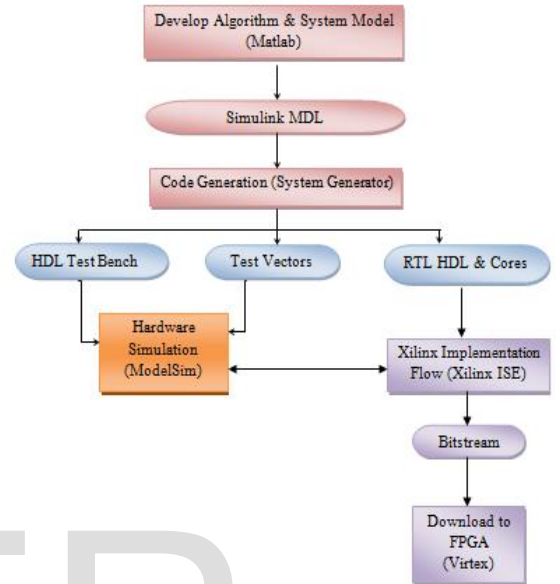 Develop Algorithm & System Model
(Matlab)
Simulink MDL
Code Generation (System Generator)
HDL Test Bench
Test Vectors
RTL HDL & Cores
Hardware
Simulation
(ModelSim)
Xilinx Implementation
Flow (Xilinx ISE)
Bitstream
Download to
FPGA
(Virtex)